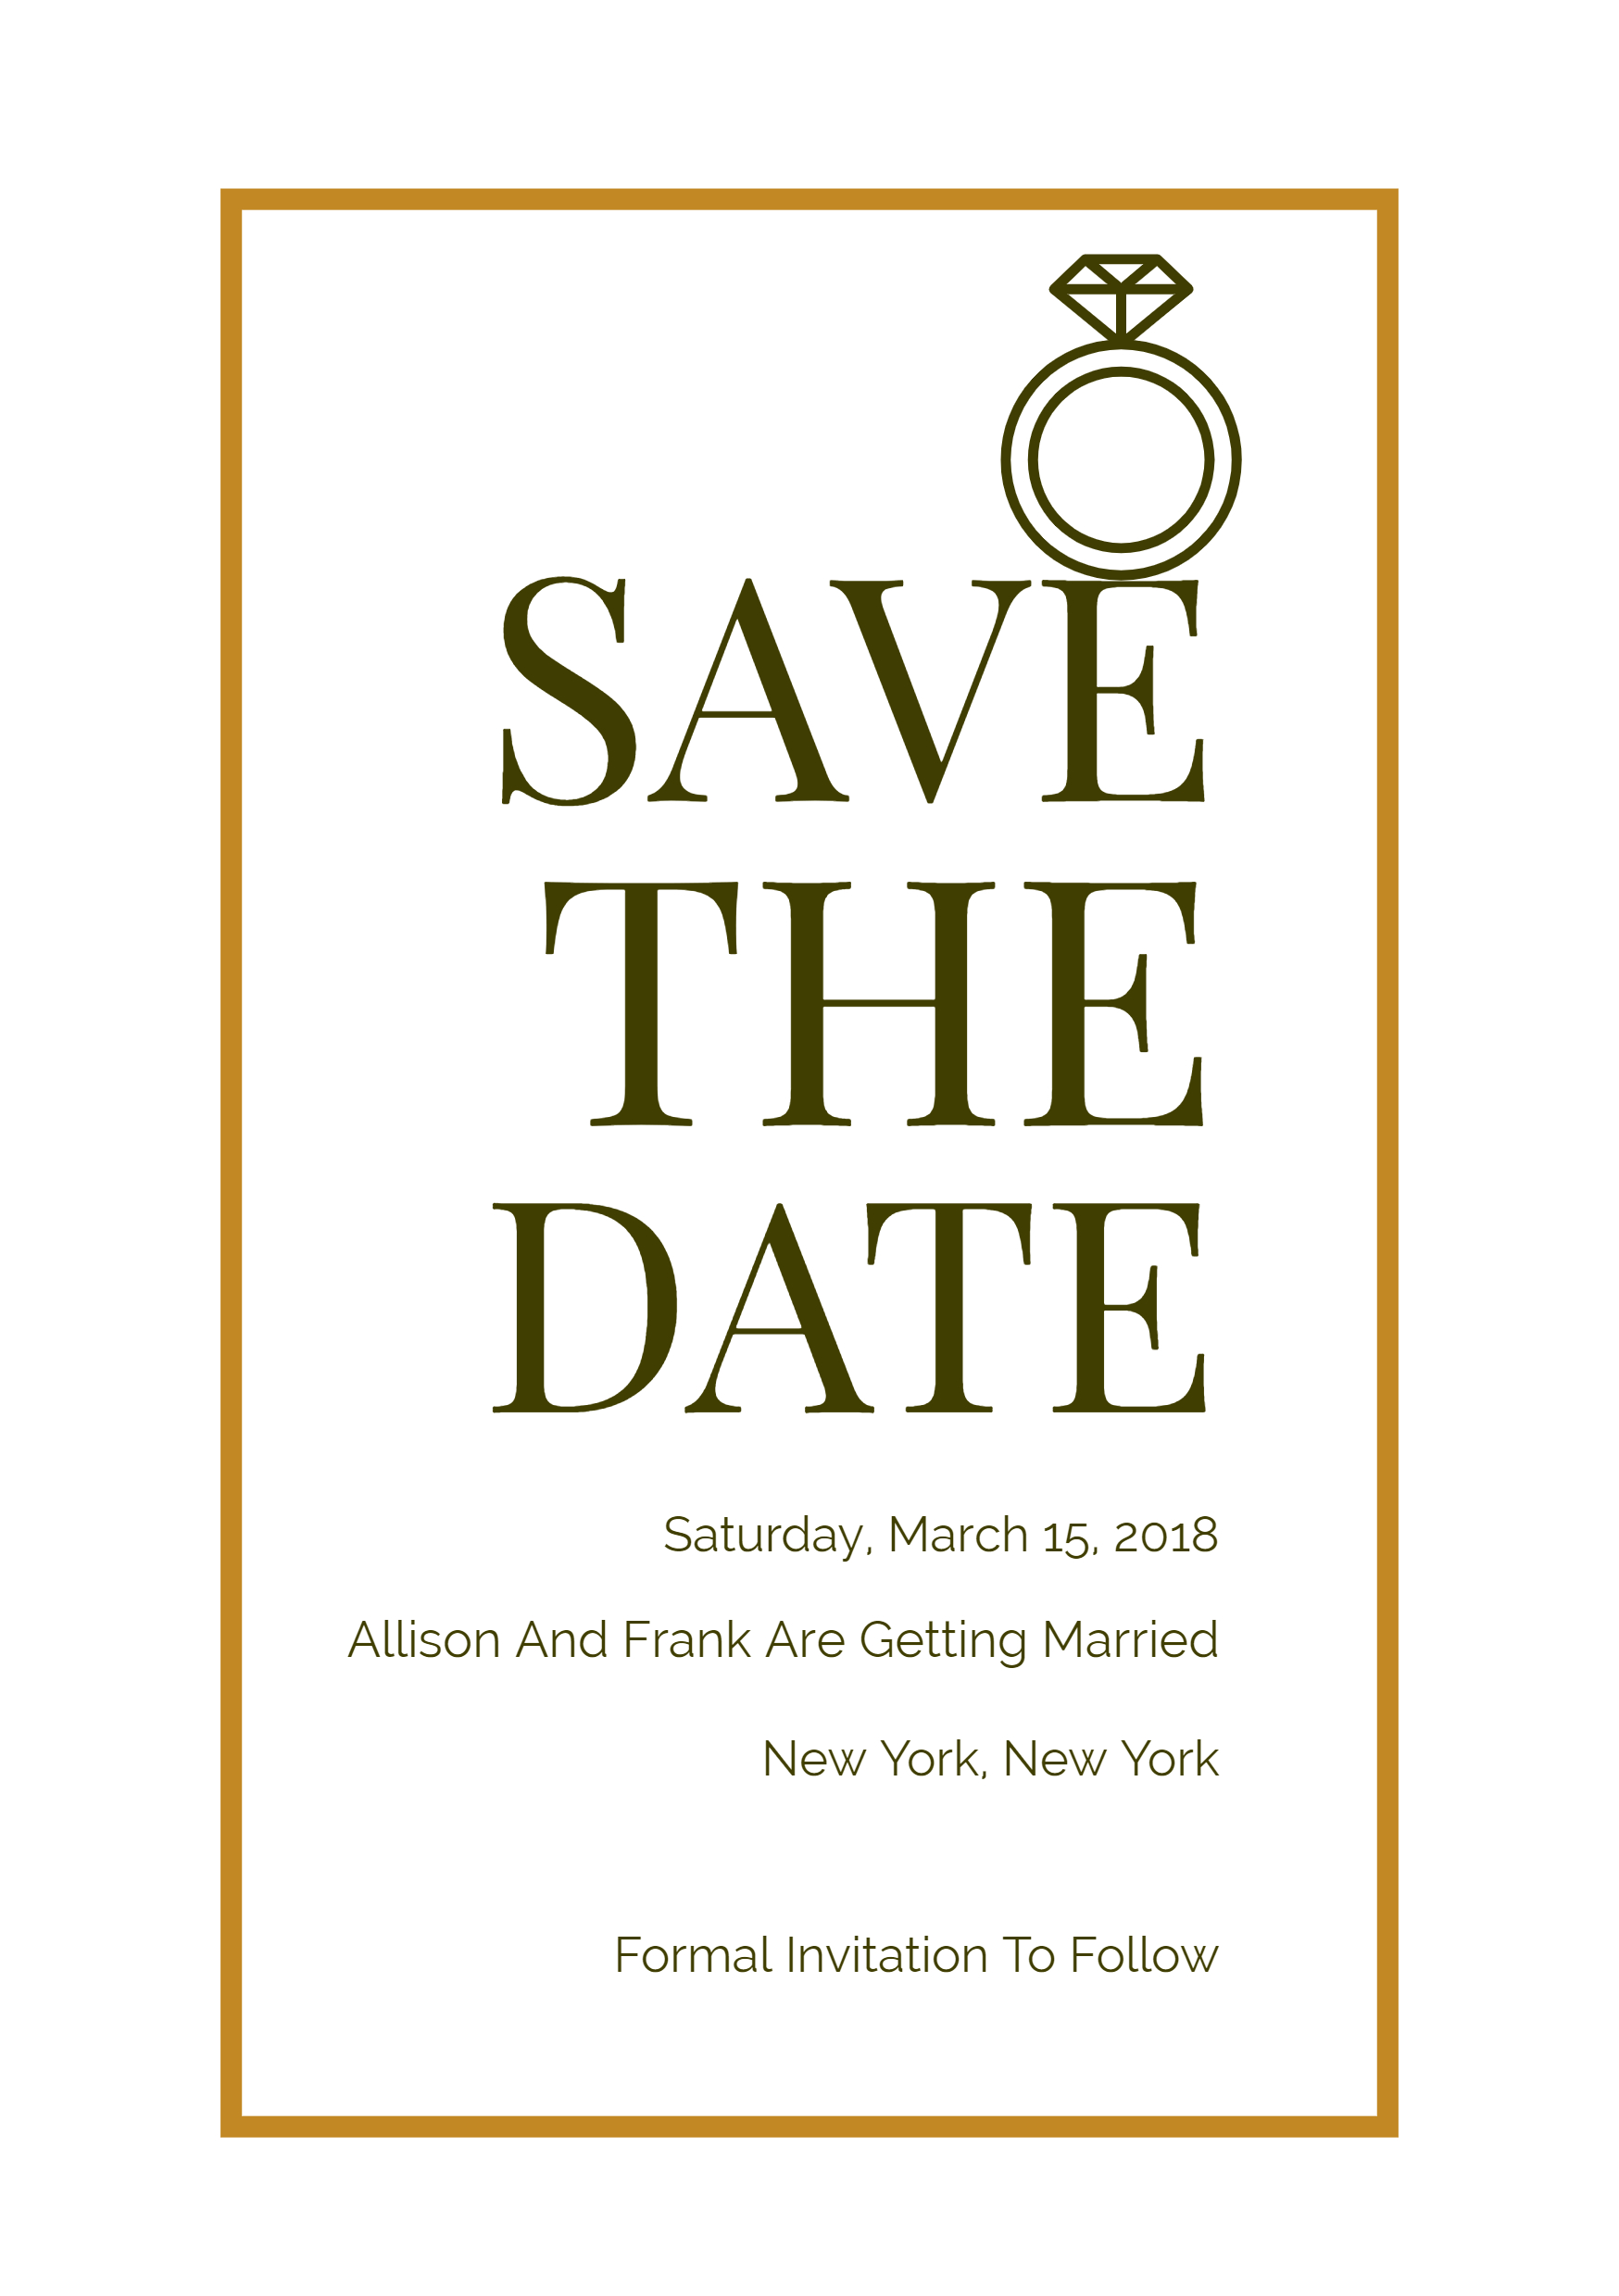 SAVE
THE
DATE
Saturday, March 15, 2018
Allison And Frank Are Getting Married
New York, New York
Formal Invitation To Follow